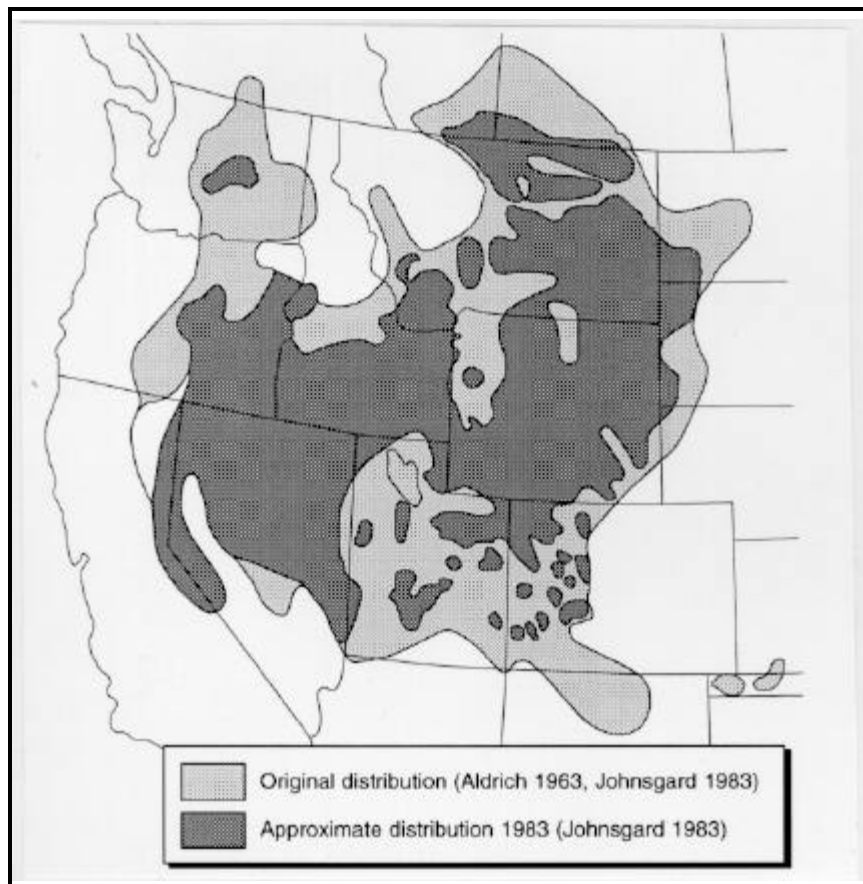 Original distribution (Aldrich 1963, Johnsgard 1983)
Approximate distribution 1983 (Johnsgard 1983)